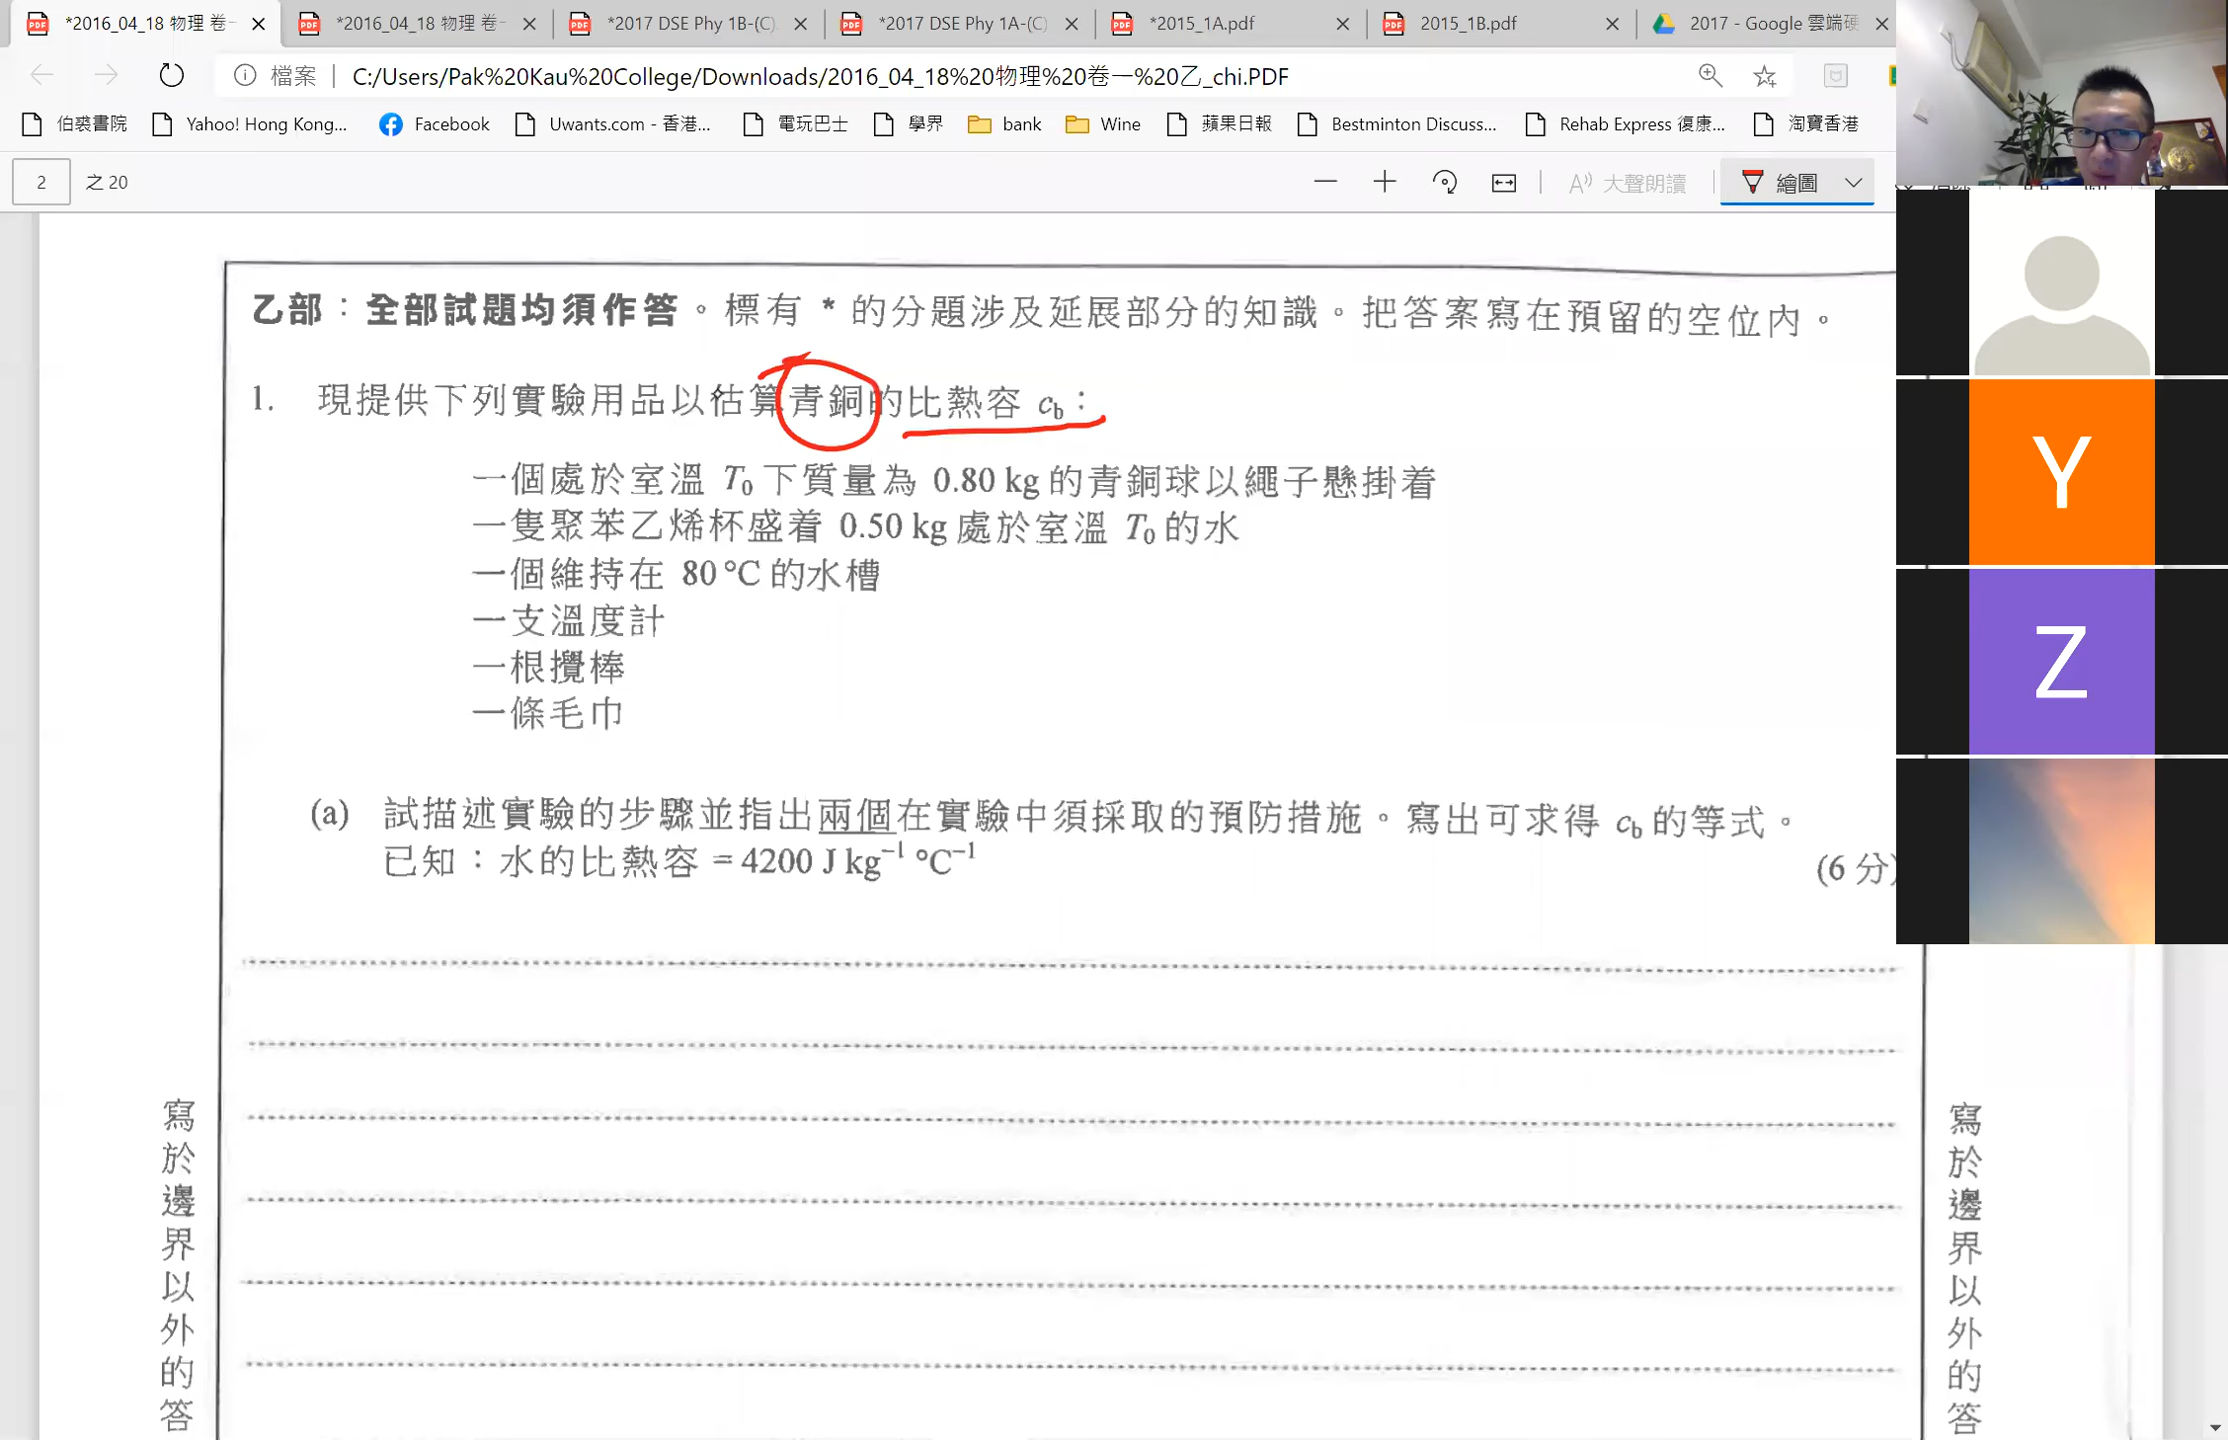 *2016_04_18 物理 卷一
*2016_04_18 物理 卷一
*2017 DSE Phy 1B-(C)
*2017 DSE Phy 1A-(C)
*2015_1A.pdf
2015_1B.pdf
2017 - Google 雲端硬
檔案 C:/Users/Pak%20Kau%20College/Downloads/2016_04_18%20物理%20卷一%20乙_chi.PDF
伯裘書院 Yahoo! Hong Kong... Facebook Uwants.com - 香港... 電玩巴士 學界 bank Wine 蘋果日報 Bestminton Discuss... Rehab Express 復康... 淘寶香港
2 之 20 大聲朗讀 繪圖
乙部：全部試題均須作答。標有 * 的分題涉及延展部分的知識。把答案寫在預留的空位內。
1. 現提供下列實驗用品以估算青銅的比熱容 cb：
一個處於室溫 T0 下質量為 0.80 kg 的青銅球以繩子懸掛着
一隻聚苯乙烯杯盛着 0.50 kg 處於室溫 T0 的水
一個維持在 80 °C 的水槽
一支溫度計
一根攪棒
一條毛巾
(a) 試描述實驗的步驟並指出兩個在實驗中須採取的預防措施。寫出可求得 cb 的等式。
已知：水的比熱容 = 4200 J kg⁻¹ °C⁻¹
(6 分)
寫於邊界以外的答
寫於邊界以外的答
Y
Z